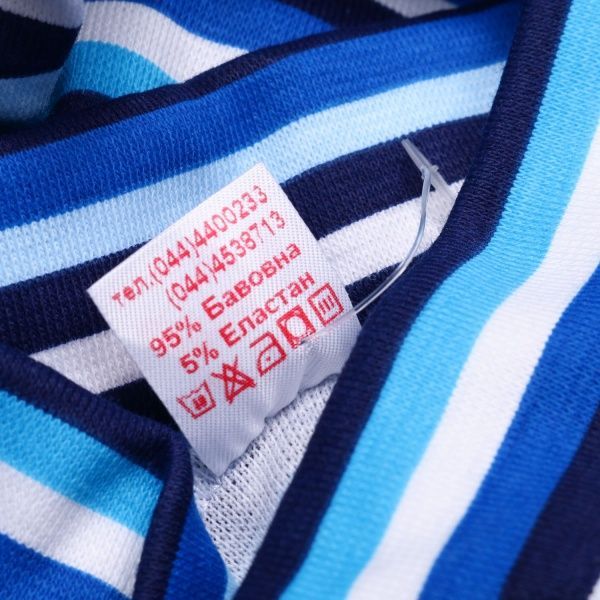 тел.(044)4400233
(044)4538713
95% Бавовна
5% Еластан